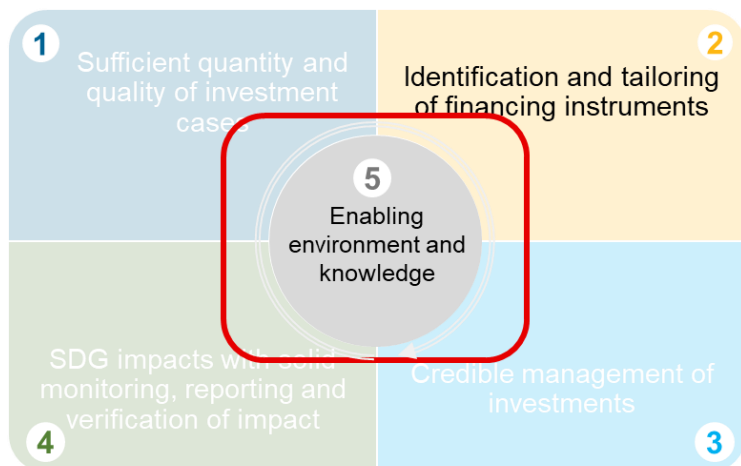 1
Sufficient quantity and
quality of investment
cases
2
Identification and tailoring
of financing instruments
5
Enabling
environment and
knowledge
SDG impacts with solid
monitoring, reporting and
verification of impact
4
Credible management of
investments
3